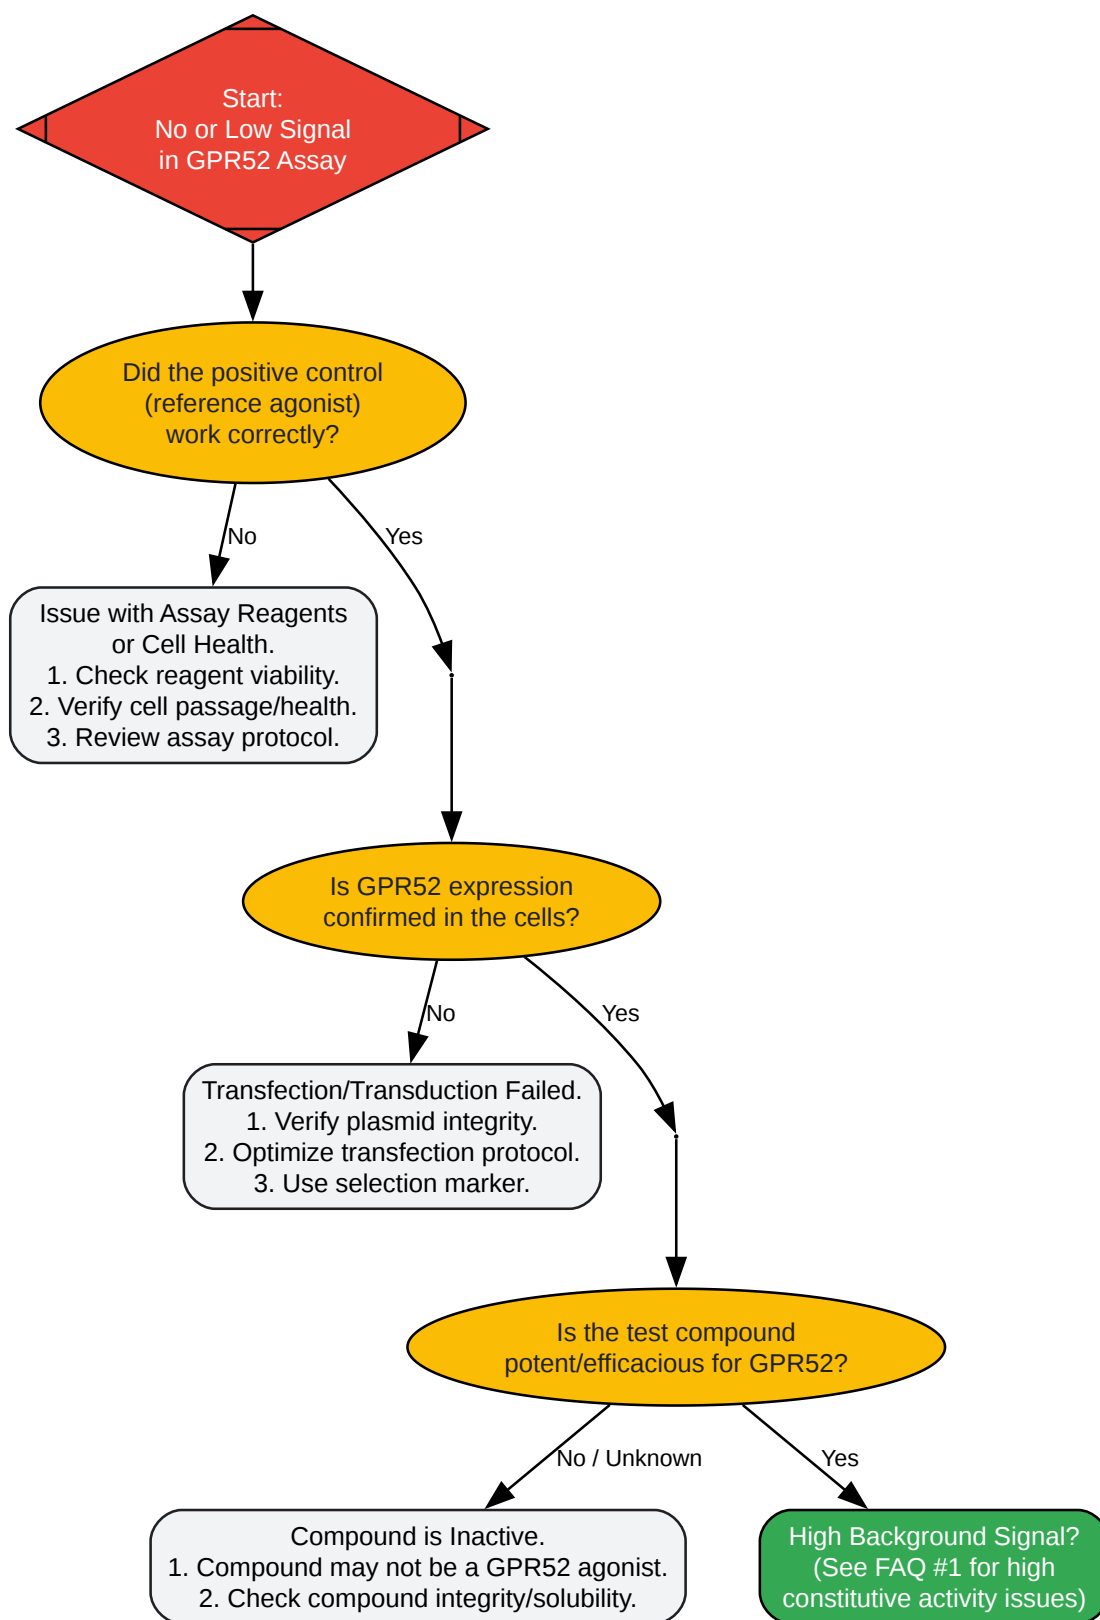 Start:
No or Low Signal
in GPR52 Assay
Did the positive control
(reference agonist)
work correctly?
No
Yes
Issue with Assay Reagents
or Cell Health.
1. Check reagent viability.
2. Verify cell passage/health.
3. Review assay protocol.
Is GPR52 expression
confirmed in the cells?
No
Yes
Transfection/Transduction Failed.
1. Verify plasmid integrity.
2. Optimize transfection protocol.
3. Use selection marker.
Is the test compound
potent/efficacious for GPR52?
No / Unknown
Yes
Compound is Inactive.
1. Compound may not be a GPR52 agonist.
2. Check compound integrity/solubility.
High Background Signal?
(See FAQ #1 for high
constitutive activity issues)